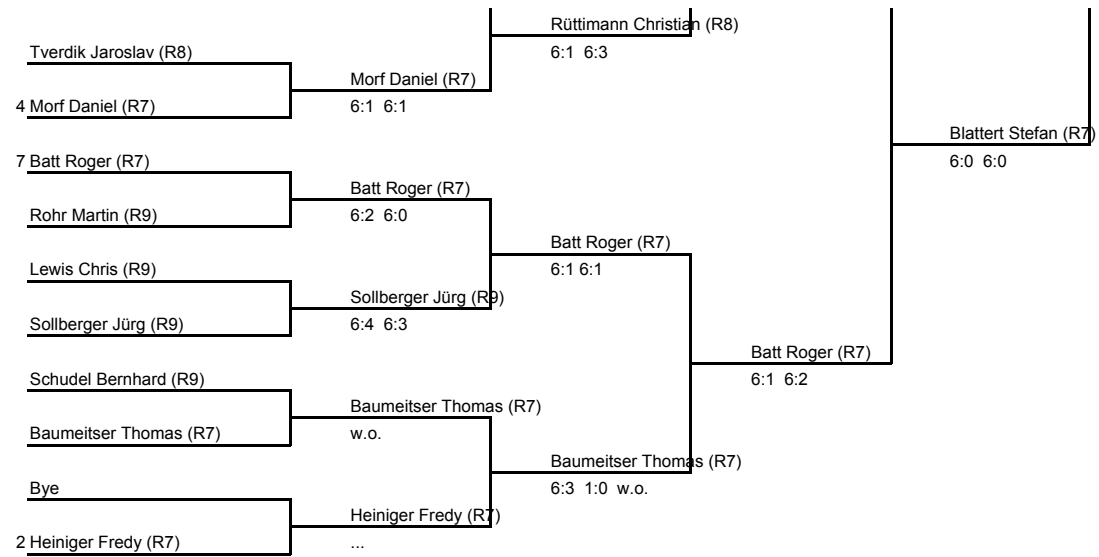 Rüttimann Christian (R8)
Tverdik Jaroslav (R8)
6:1 6:3
Morf Daniel (R7)
4 Morf Daniel (R7)
6:1 6:1
Blattert Stefan (R7)
7 Batt Roger (R7)
6:0 6:0
Batt Roger (R7)
Rohr Martin (R9)
6:2 6:0
Batt Roger (R7)
Lewis Chris (R9)
6:1 6:1
Sollberger Jürg (R9)
Sollberger Jürg (R9)
6:4 6:3
Batt Roger (R7)
Schudel Bernhard (R9)
6:1 6:2
Baumeitser Thomas (R7)
Baumeitser Thomas (R7)
w.o.
Baumeitser Thomas (R7)
Bye
6:3 1:0 w.o.
Heiniger Fredy (R7)
2 Heiniger Fredy (R7)
...